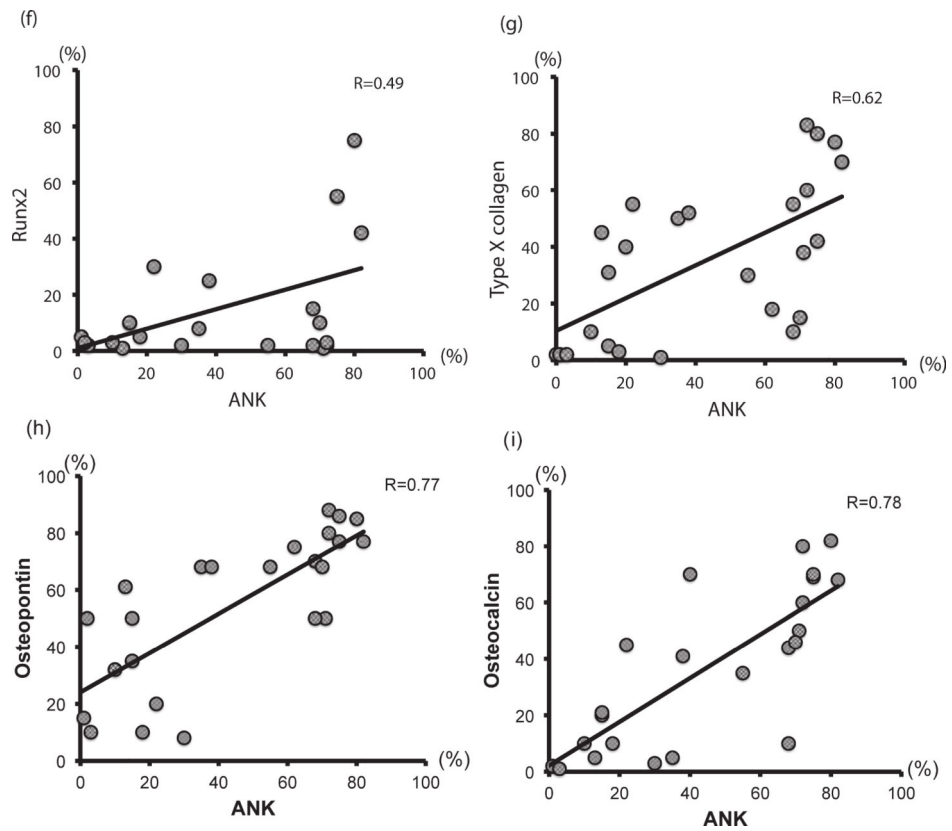 (f)
(%)
100
R=0.49
80
60
Runx2
40
20
0
0 20 40 60 80 100
(%)
ANK
(g)
(%)
100
R=0.62
80
60
Type X collagen
40
20
0
0 20 40 60 80 100
(%)
ANK
(h)
(%)
100
R=0.77
80
60
Osteopontin
40
20
0
0 20 40 60 80 100
(%)
ANK
(i)
(%)
100
R=0.78
80
60
Osteocalcin
40
20
0
0 20 40 60 80 100
(%)
ANK